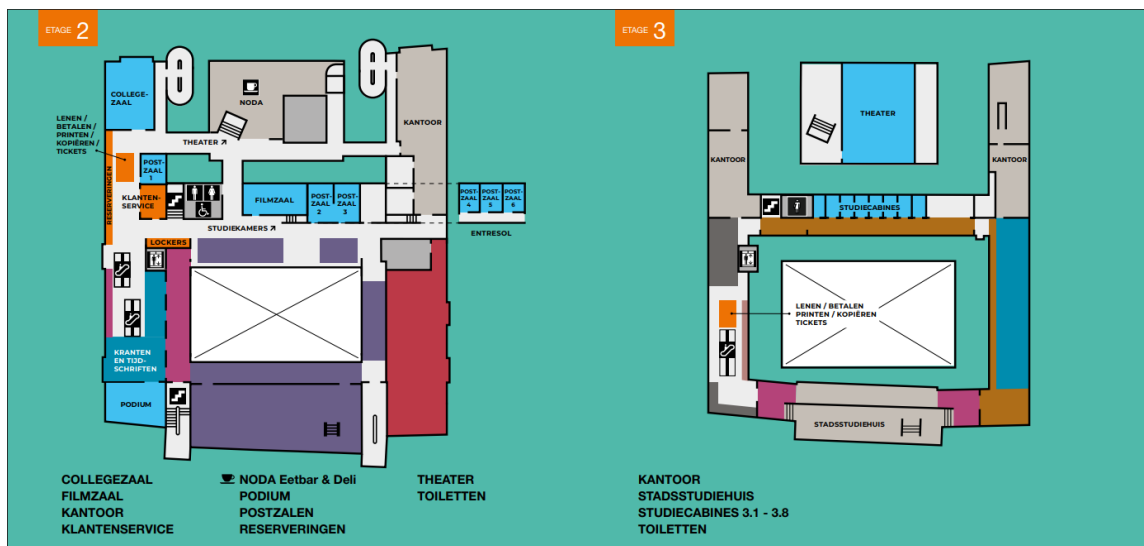 ETAGE 2
COLLEGE-
ZAAL
LENEN /
BETALEN /
PRINTEN /
KOPIËREN /
TICKETS
RESERVERINGEN
POST-
ZAAL
1
KLANTEN-
SERVICE
THEATER ↗
NODA
KANTOOR
FILMZAAL
POST-
ZAAL
2
POST-
ZAAL
3
POST-
ZAAL
4
POST-
ZAAL
5
POST-
ZAAL
6
ENTRESOL
STUDIEKAMERS ↗
LOCKERS
KRANTEN
EN TIJD-
SCHRIFTEN
PODIUM
COLLEGEZAAL
FILMZAAL
KANTOOR
KLANTENSERVICE
NODA Eetbar & Deli
PODIUM
POSTZALEN
RESERVERINGEN
THEATER
TOILETTEN
ETAGE 3
THEATER
KANTOOR
KANTOOR
STUDIECABINES
LENEN / BETALEN
PRINTEN / KOPIËREN
TICKETS
STADSSTUDIEHUIS
KANTOOR
STADSSTUDIEHUIS
STUDIECABINES 3.1 - 3.8
TOILETTEN